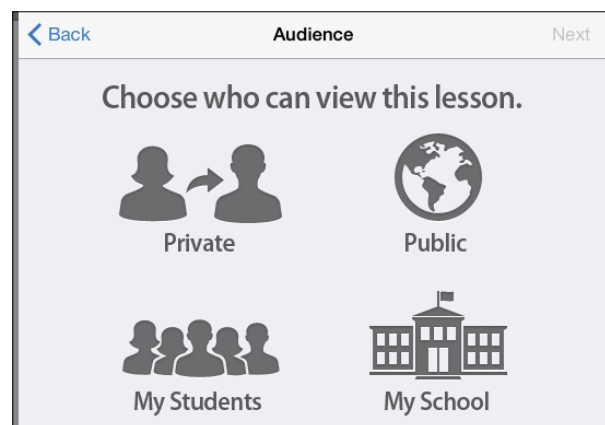 Back Audience Next
Choose who can view this lesson.
Private Public
My Students My School